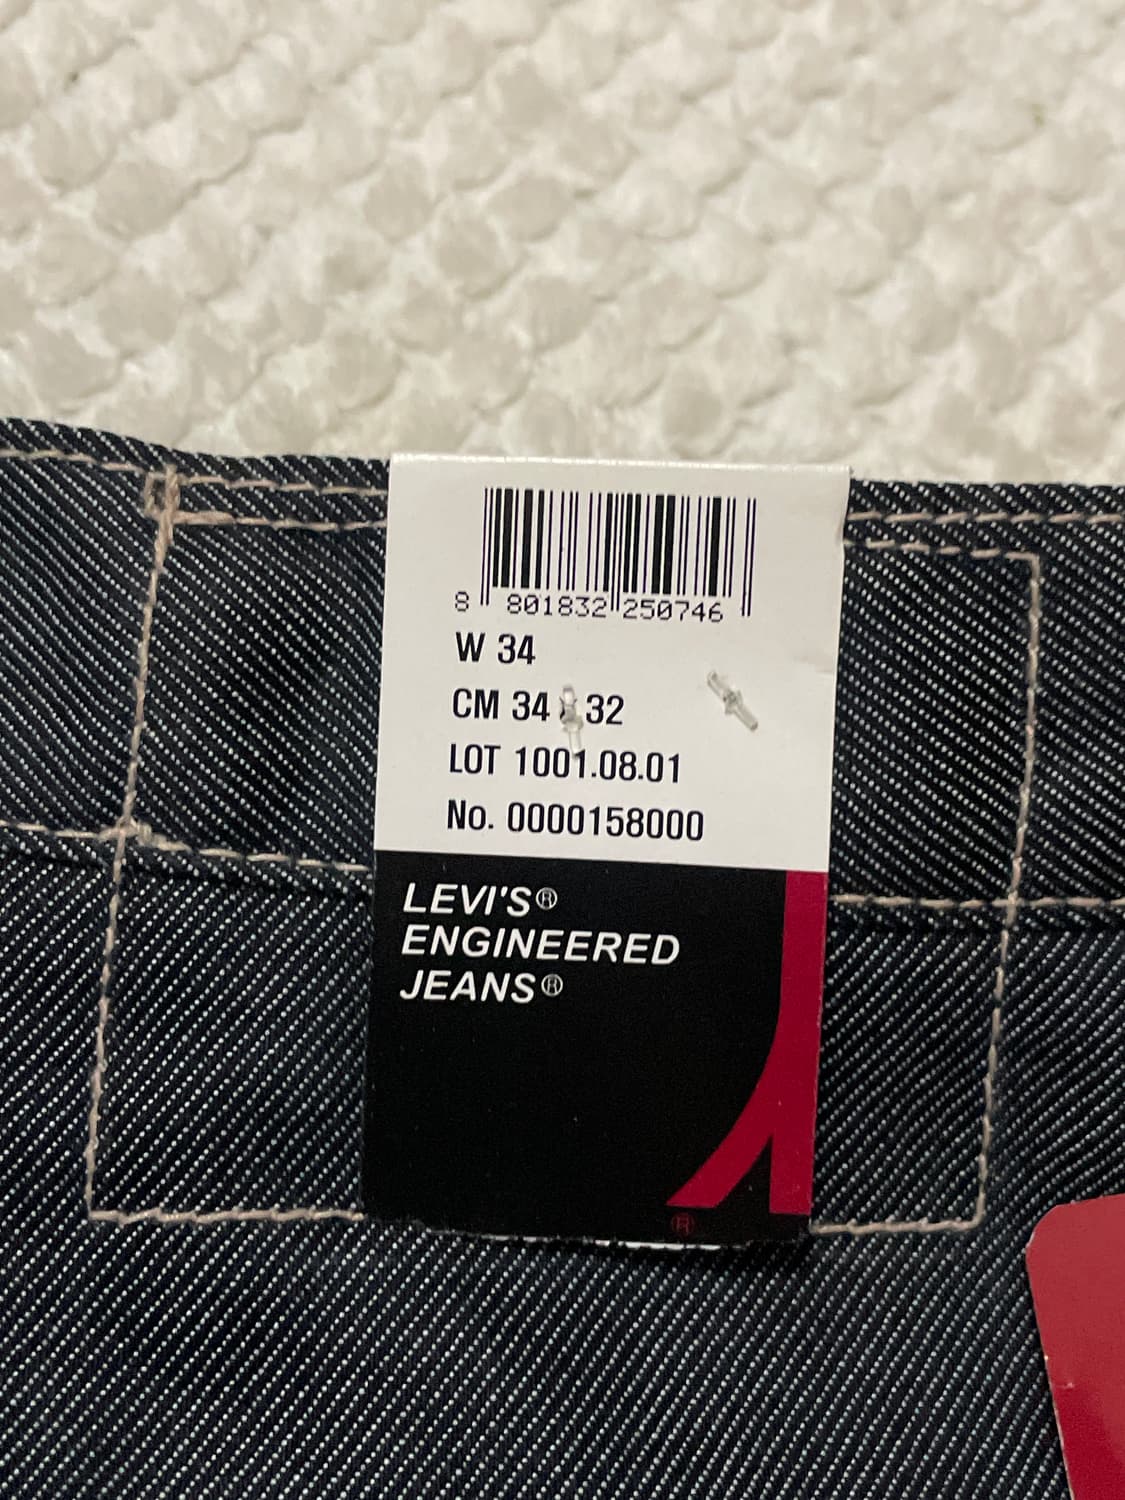 8 801832 250746
W 34
CM 34 x 32
LOT 1001.08.01
No. 0000158000
LEVI'S®
ENGINEERED
JEANS®
®